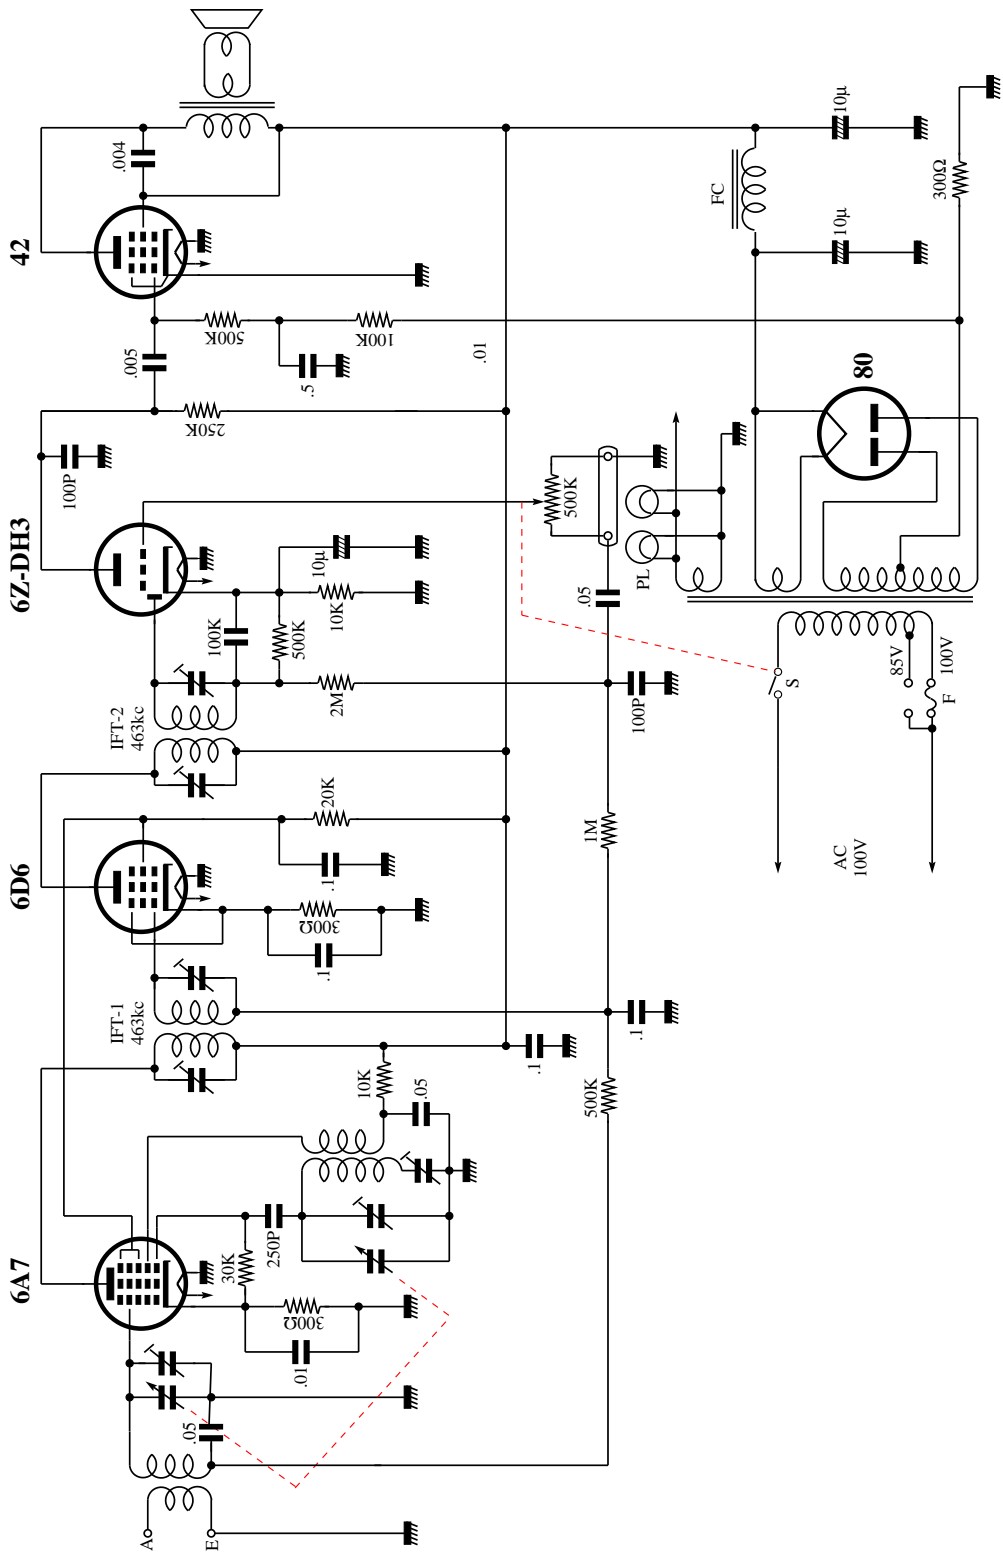 6A7
6D6
6Z-DH3
42
80
A
E
.05
.01
300Ω
30K
250P
.05
10K
IFT-1
463kc
.1
300Ω
.1
20K
IFT-2
463kc
100K
500K
10K
10μ
2M
100P
250K
.005
500K
100K
.5
.01
.004
.1
.1
500K
1M
100P
.05
500K
PL
FC
10μ
10μ
300Ω
S
85V
100V
F
AC
100V